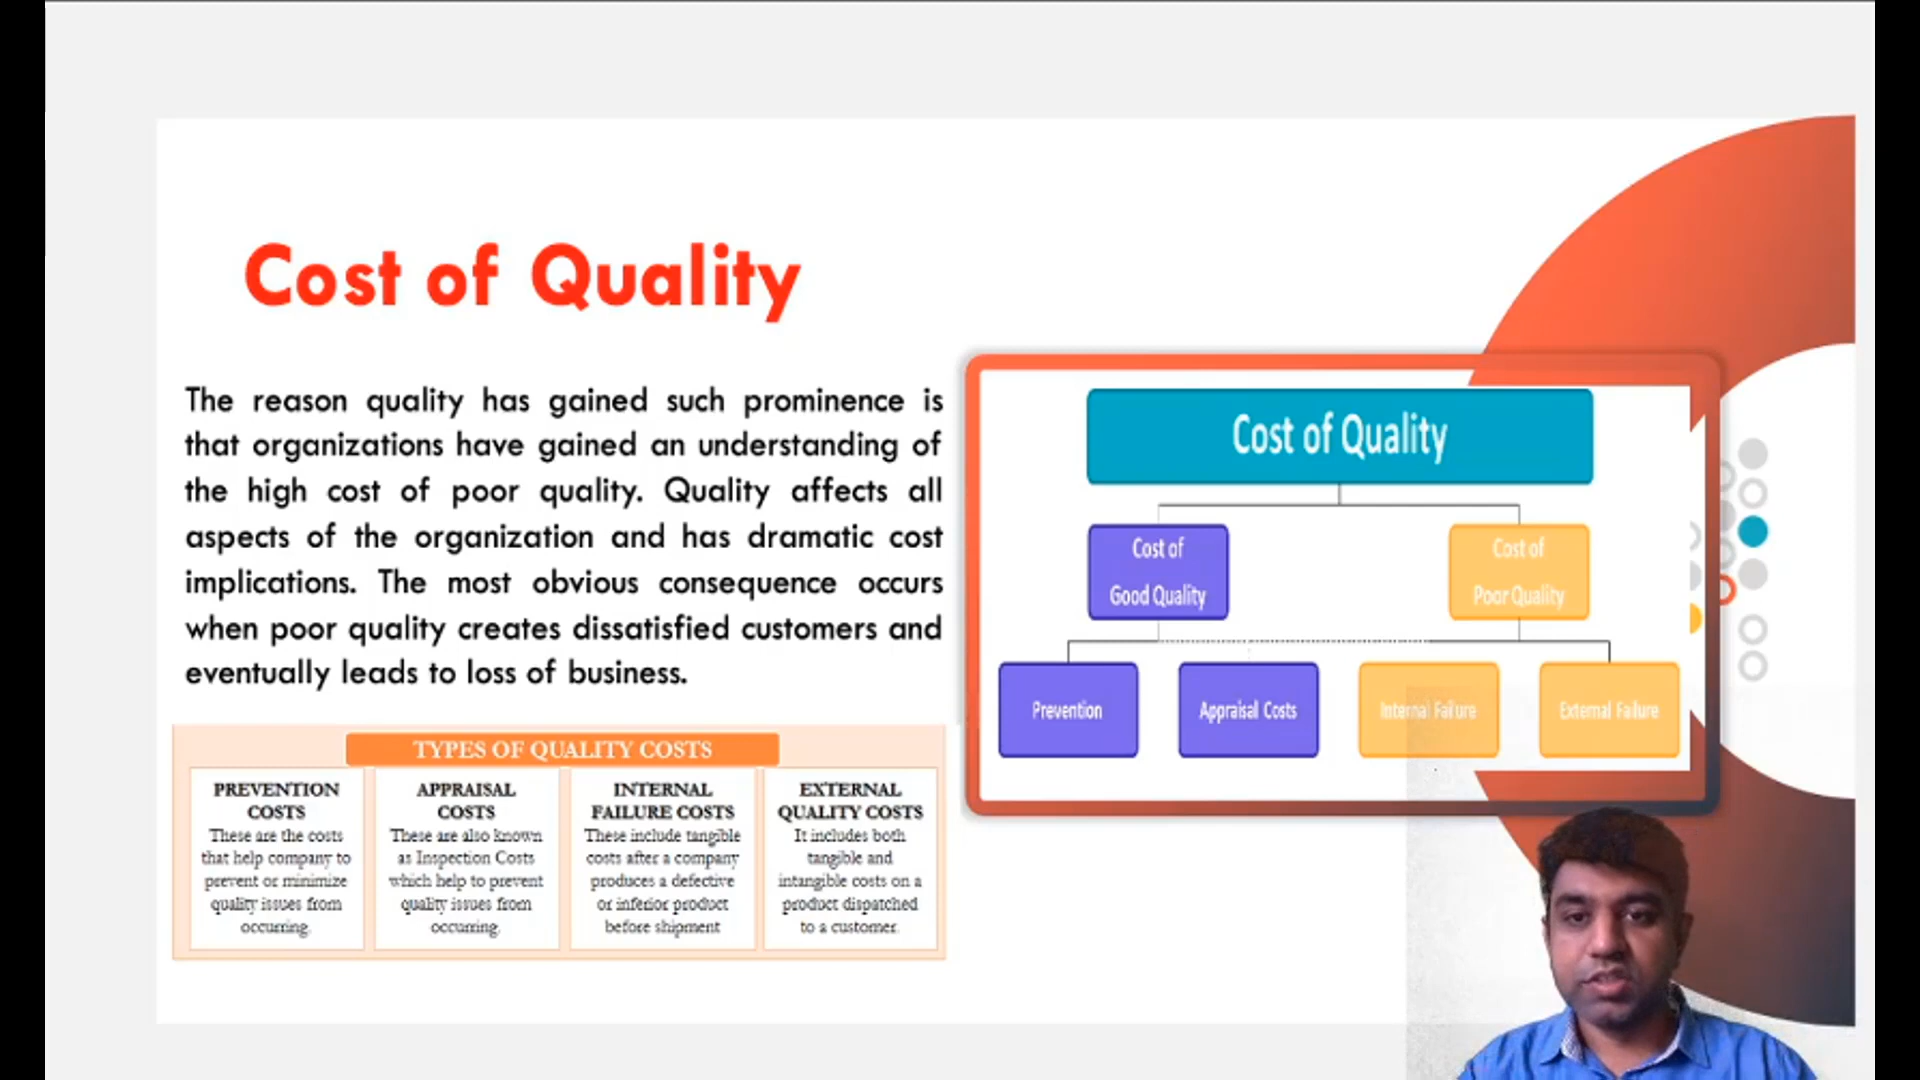 Cost of Quality
The reason quality has gained such prominence is
that organizations have gained an understanding of
the high cost of poor quality. Quality affects all
aspects of the organization and has dramatic cost
implications. The most obvious consequence occurs
when poor quality creates dissatisfied customers and
eventually leads to loss of business.
TYPES OF QUALITY COSTS
PREVENTION
COSTS
These are the costs
that help company to
prevent or minimize
quality issues from
occurring.
APPRAISAL
COSTS
These are also known
as Inspection Costs
which help to prevent
quality issues from
occurring.
INTERNAL
FAILURE COSTS
These include tangible
costs after a company
produces a defective
or inferior product
before shipment
EXTERNAL
QUALITY COSTS
It includes both
tangible and
intangible costs on a
product dispatched
to a customer.
Cost of Quality
Cost of
Good Quality
Cost of
Poor Quality
Prevention
Appraisal Costs
Internal Failure
External Failure